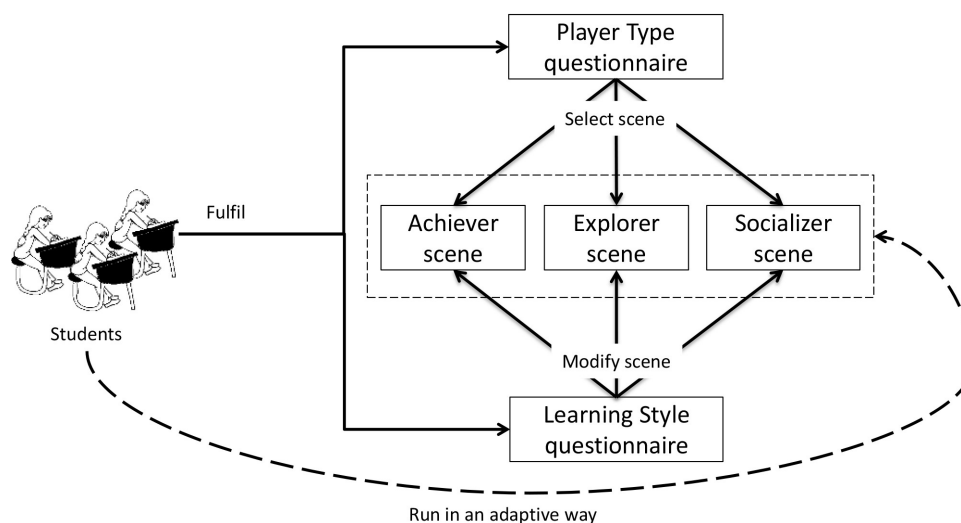 Player Type
questionnaire
Select scene
Fulfil
Achiever
scene
Explorer
scene
Socializer
scene
Students
Modify scene
Learning Style
questionnaire
Run in an adaptive way